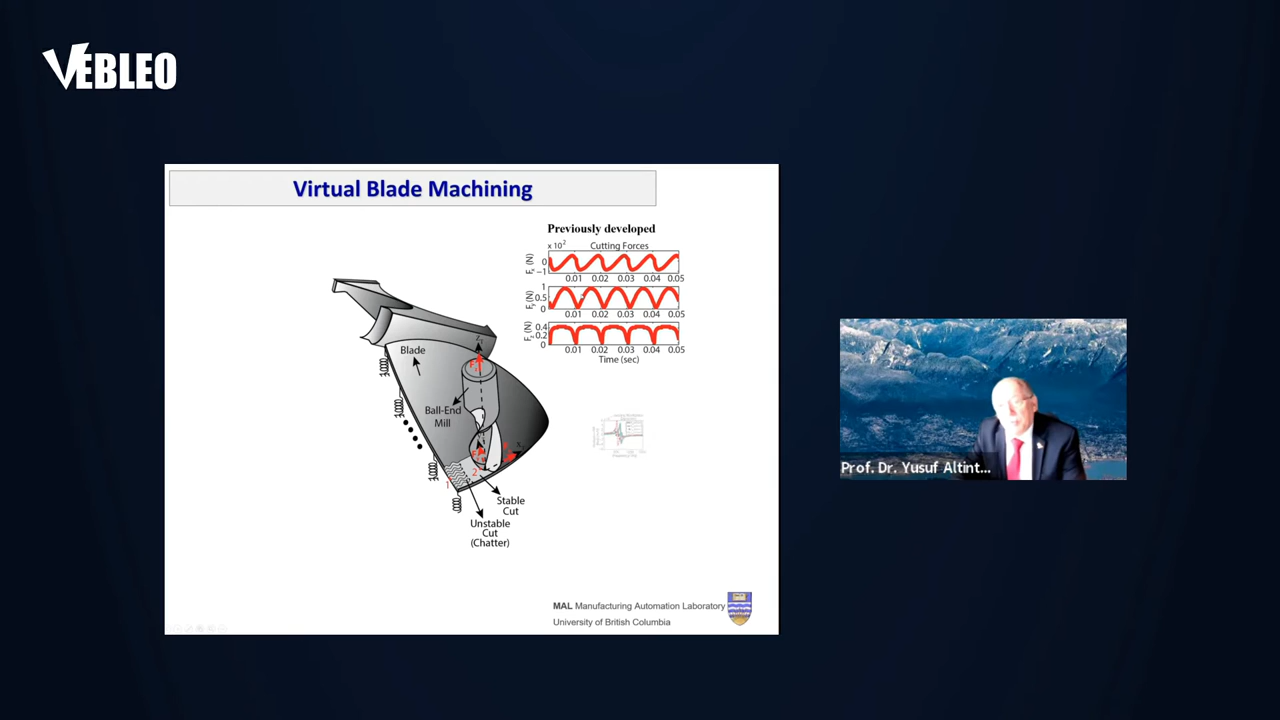 VEBLEO
Virtual Blade Machining
Previously developed
x 10²
Cutting Forces
Fx (N)
0
-1
0.01 0.02 0.03 0.04 0.05
Fy (N)
1
0.5
0
0.01 0.02 0.03 0.04 0.05
Fz (N)
0.4
0.2
0
0.01 0.02 0.03 0.04 0.05
Time (sec)
Blade
Ball-End
Mill
Stable
Cut
Unstable
Cut
(Chatter)
Prof. Dr. Yusuf Altint...
MAL Manufacturing Automation Laboratory
University of British Columbia